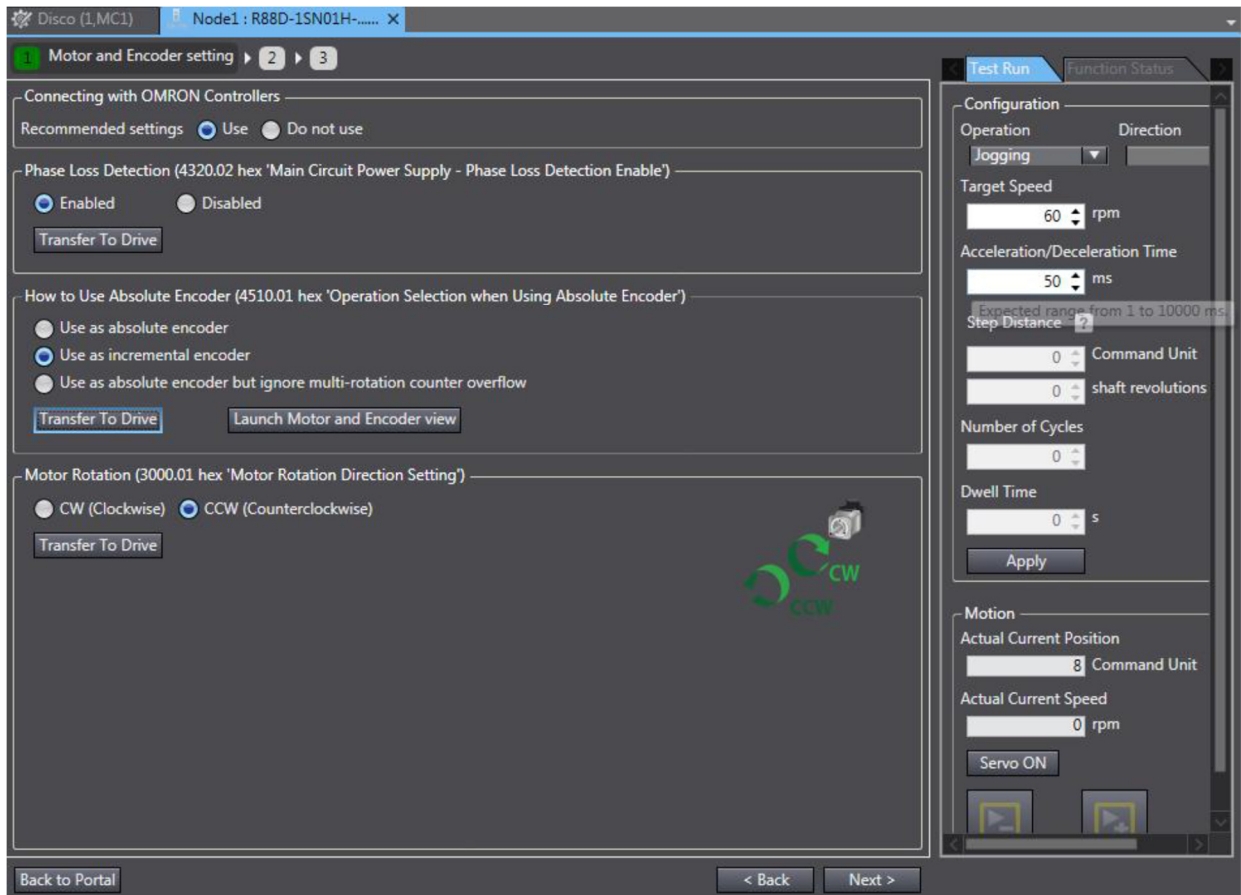 Disco (1,MC1)
Node1 : R88D-1SN01H-......
1 Motor and Encoder setting 2 3
Connecting with OMRON Controllers
Recommended settings Use Do not use
Phase Loss Detection (4320.02 hex 'Main Circuit Power Supply - Phase Loss Detection Enable')
Enabled Disabled
Transfer To Drive
How to Use Absolute Encoder (4510.01 hex 'Operation Selection when Using Absolute Encoder')
Use as absolute encoder
Use as incremental encoder
Use as absolute encoder but ignore multi-rotation counter overflow
Transfer To Drive Launch Motor and Encoder view
Motor Rotation (3000.01 hex 'Motor Rotation Direction Setting')
CW (Clockwise) CCW (Counterclockwise)
Transfer To Drive
CW
CCW
Back to Portal
< Back Next >
Test Run Function Status
Configuration
Operation Direction
Jogging
Target Speed
60 rpm
Acceleration/Deceleration Time
50 ms
Expected range from 1 to 10000 ms.
Step Distance ?
0 Command Unit
0 shaft revolutions
Number of Cycles
0
Dwell Time
0 s
Apply
Motion
Actual Current Position
8 Command Unit
Actual Current Speed
0 rpm
Servo ON